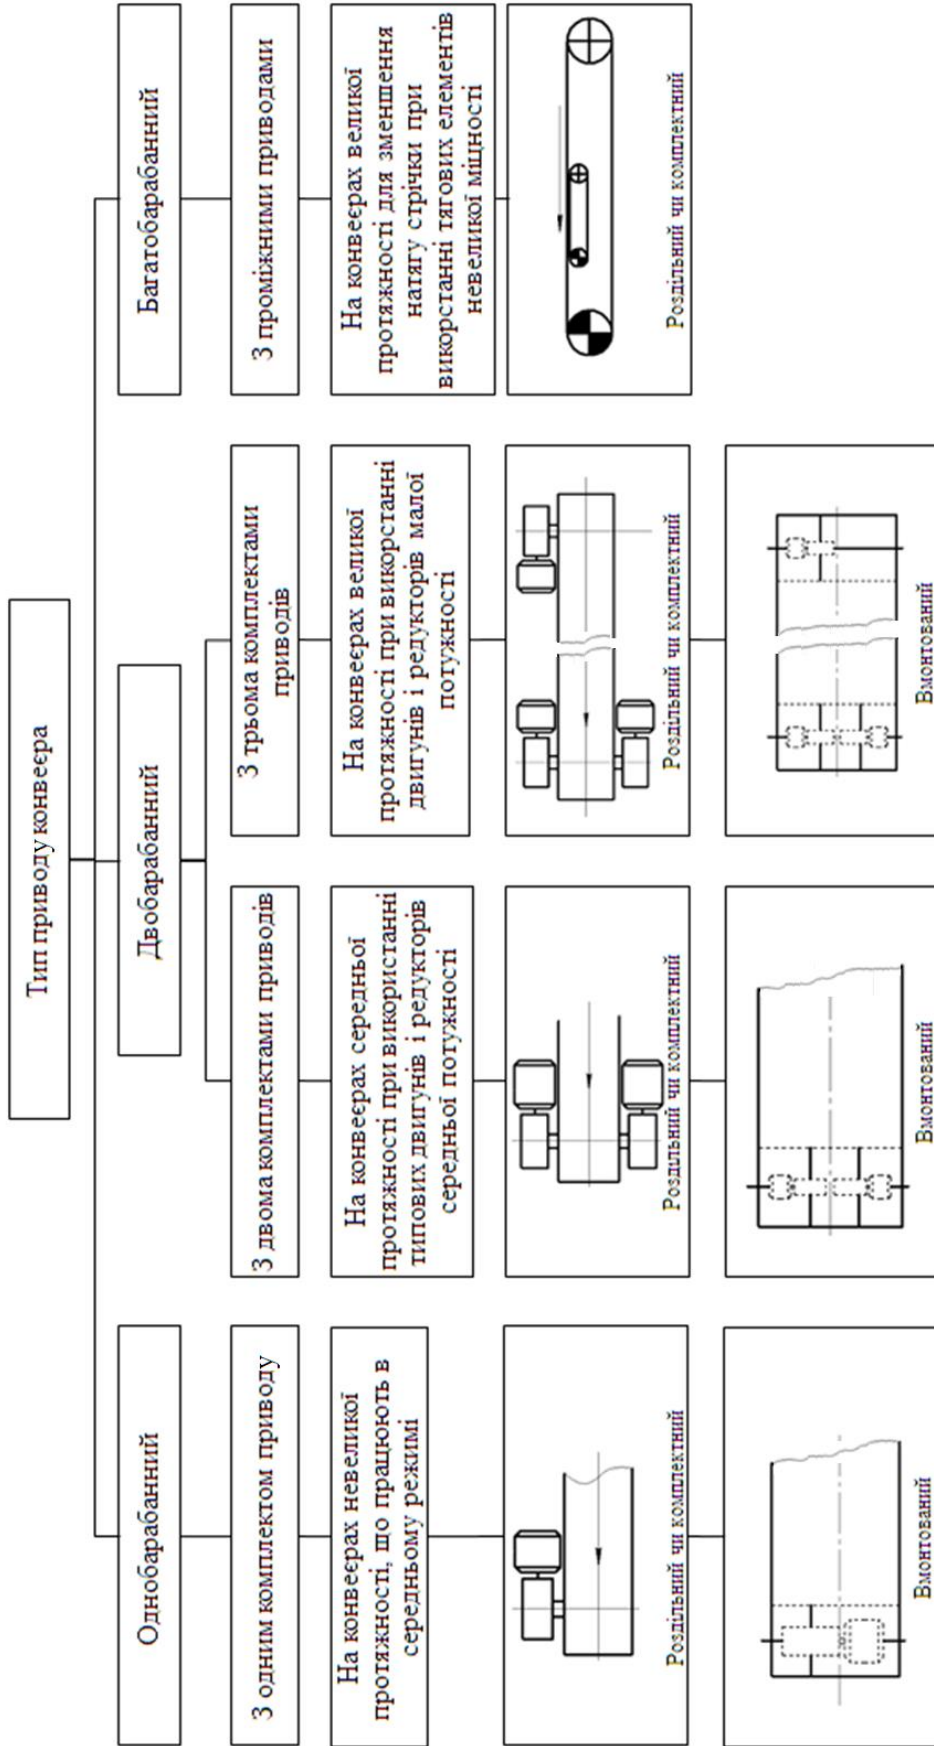 Тип приводу конвеєра
Однобарабанний
Двобарабанний
Багатобарабанний
З одним комплектом приводу
З двома комплектами приводів
З трьома комплектами
приводів
З проміжними приводами
На конвеєрах невеликої
протяжності, що працюють в
середньому режимі
На конвеєрах середньої
протяжності при використанні
типових двигунів і редукторів
середньої потужності
На конвеєрах великої
протяжності при викорстанні
двигунів і редукторів малої
потужності
На конвеєрах великої
протяжності для зменшення
натягу стрічки при
викорстанні тягових елементів
невеликої міцності
Роздільний чи комплектний
Роздільний чи комплектний
Роздільний чи комплектний
Роздільний чи комплектний
Вмонтований
Вмонтований
Вмонтований